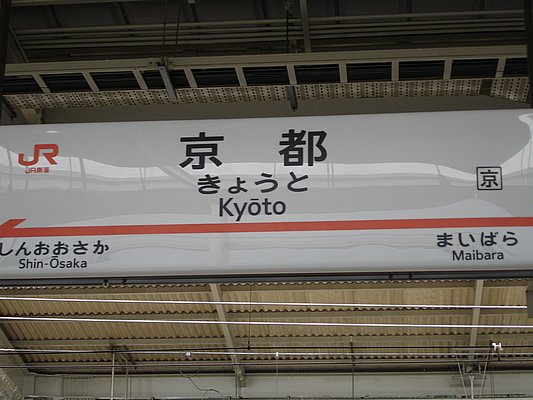 JR
JR東海
京都
きょうと
Kyōto
京
しんおおさか
Shin-Ōsaka
まいばら
Maibara